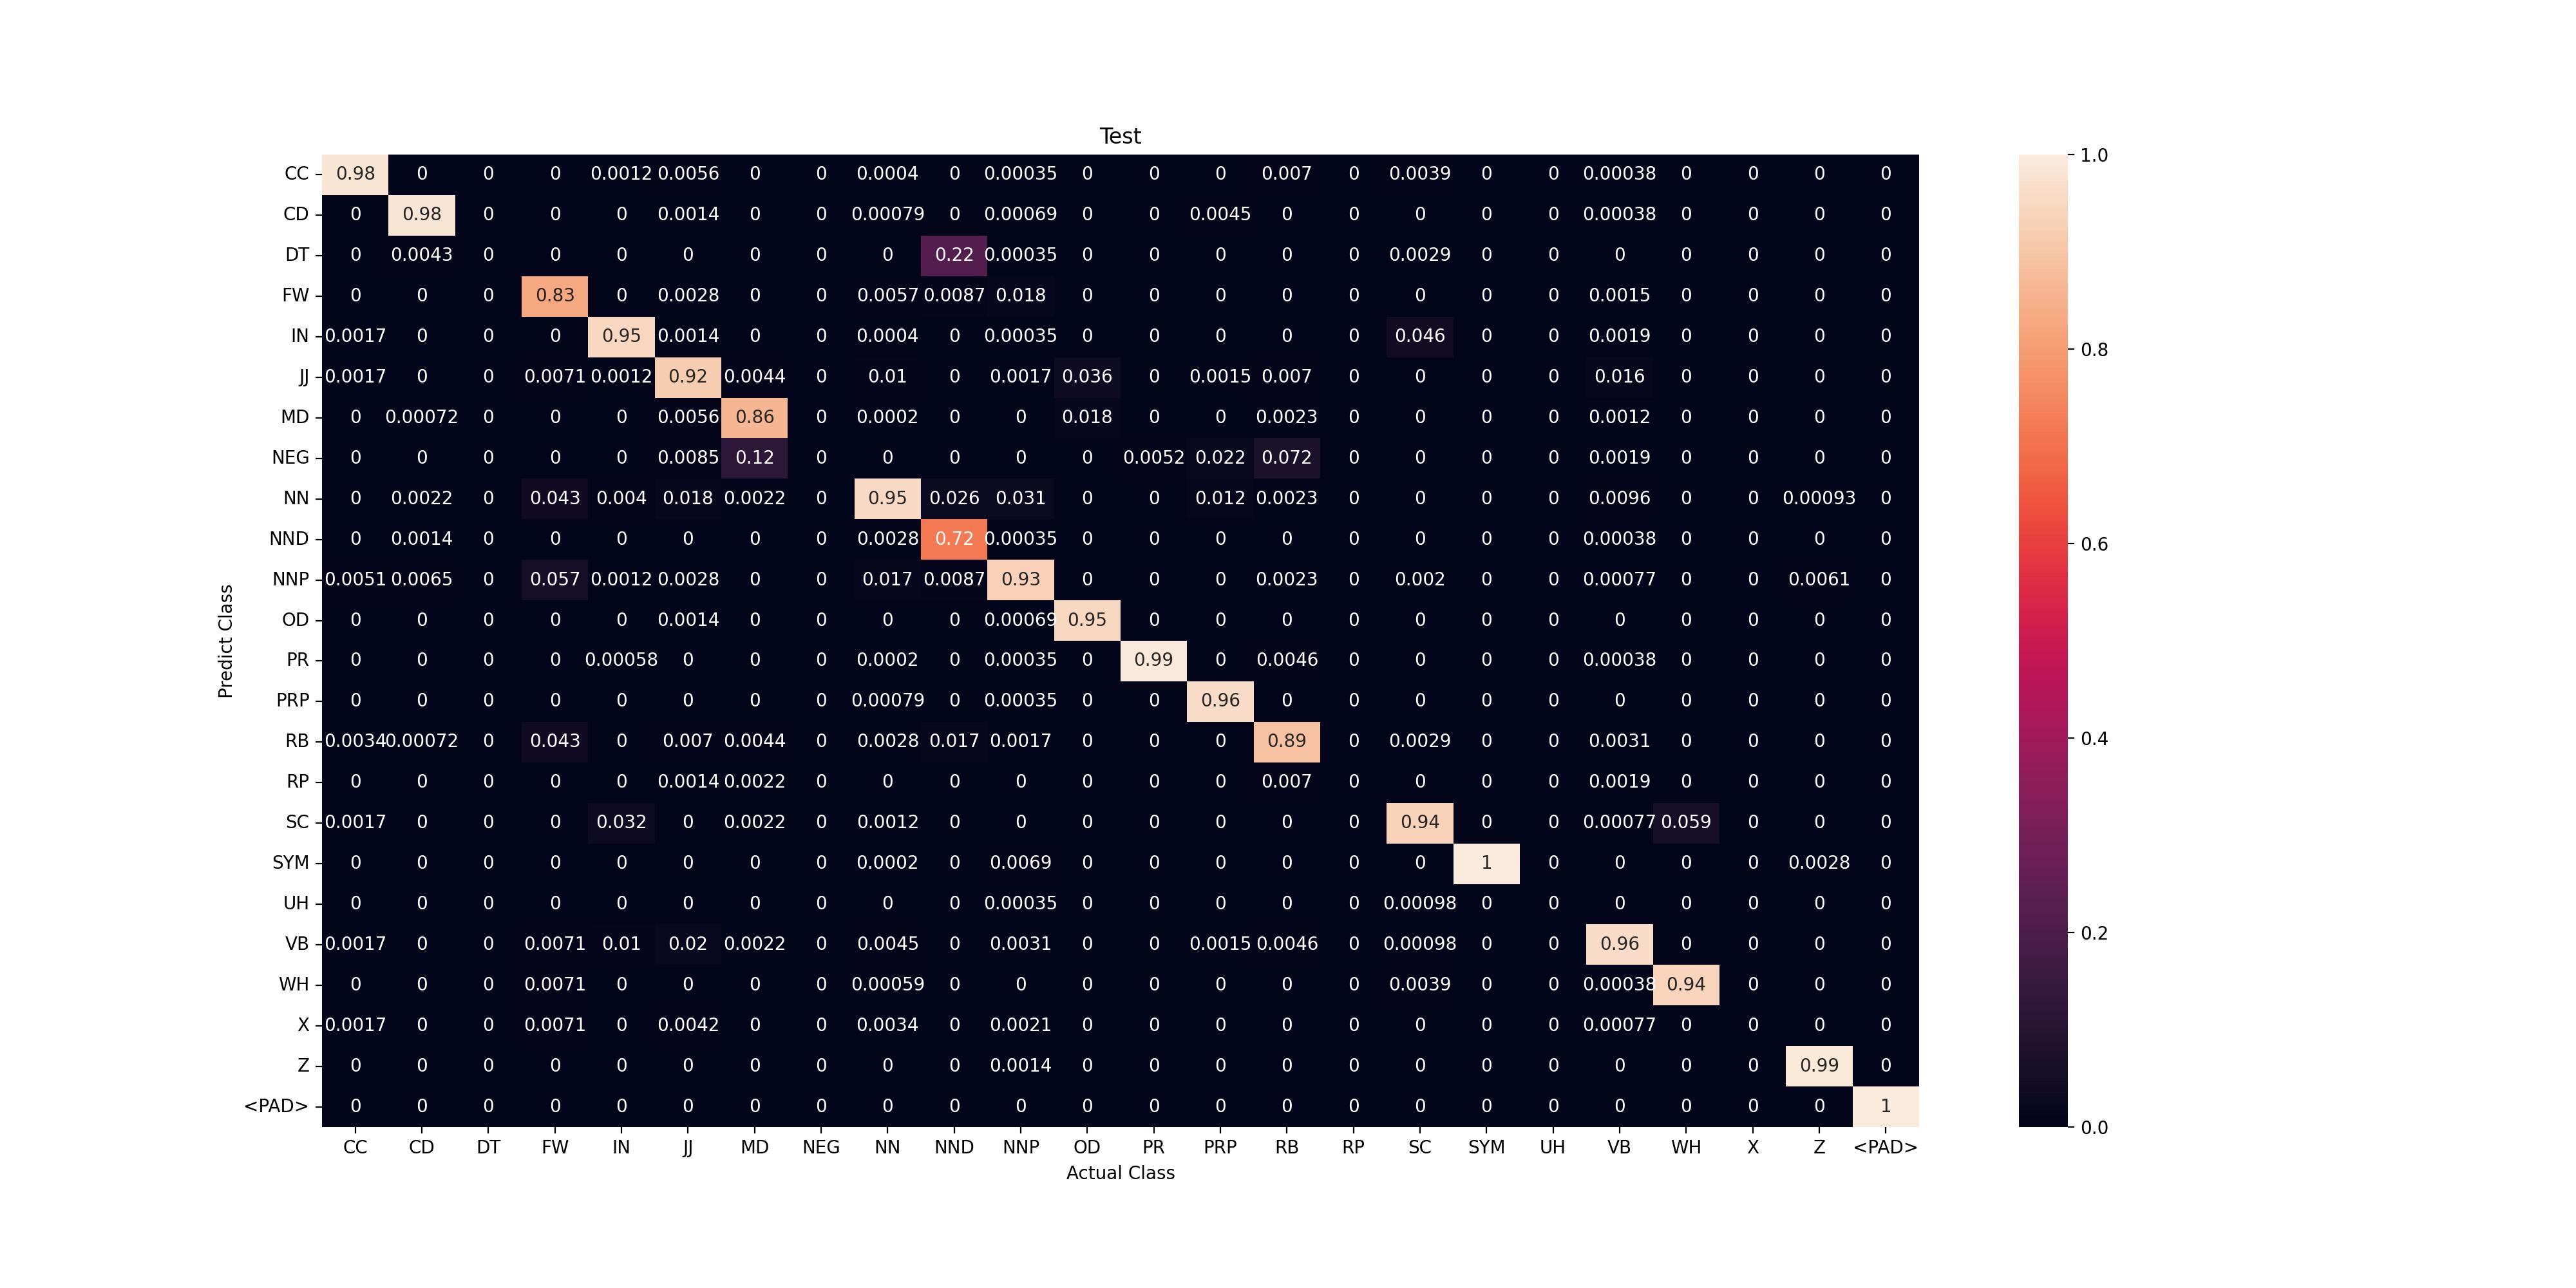 Test
CC 0.98 0 0 0 0.0012 0.0056 0 0 0.0004 0 0.00035 0 0 0 0.007 0 0.0039 0 0 0.00038 0 0 0 0 1.0
CD 0 0.98 0 0 0 0.0014 0 0 0.00079 0 0.00069 0 0 0.0045 0 0 0 0 0 0.00038 0 0 0 0
DT 0 0.0043 0 0 0 0 0 0 0 0.22 0.00035 0 0 0 0 0 0.0029 0 0 0 0 0 0 0
FW 0 0 0 0.83 0 0.0028 0 0 0.0057 0.0087 0.018 0 0 0 0 0 0 0 0 0.0015 0 0 0 0
IN 0.0017 0 0 0 0.95 0.0014 0 0 0.0004 0 0.00035 0 0 0 0 0 0.046 0 0 0.0019 0 0 0 0
0.8
JJ 0.0017 0 0 0.0071 0.0012 0.92 0.0044 0 0.01 0 0.0017 0.036 0 0.0015 0.007 0 0 0 0 0.016 0 0 0 0
MD 0 0.00072 0 0 0 0.0056 0.86 0 0.0002 0 0 0.018 0 0 0.0023 0 0 0 0 0.0012 0 0 0 0
NEG 0 0 0 0 0 0.0085 0.12 0 0 0 0 0 0.0052 0.022 0.072 0 0 0 0 0.0019 0 0 0 0
NN 0 0.0022 0 0.043 0.004 0.018 0.0022 0 0.95 0.026 0.031 0 0 0.012 0.0023 0 0 0 0 0.0096 0 0 0.00093 0
NND 0 0.0014 0 0 0 0 0 0 0.0028 0.72 0.00035 0 0 0 0 0 0 0 0 0.00038 0 0 0 0 0.6
NNP 0.0051 0.0065 0 0.057 0.0012 0.0028 0 0 0.017 0.0087 0.93 0 0 0 0.0023 0 0.002 0 0 0.00077 0 0 0.0061 0
OD 0 0 0 0 0 0.0014 0 0 0 0 0.00069 0.95 0 0 0 0 0 0 0 0 0 0 0 0
Predict Class
PR 0 0 0 0 0.00058 0 0 0 0.0002 0 0.00035 0 0.99 0 0.0046 0 0 0 0 0.00038 0 0 0 0
PRP 0 0 0 0 0 0 0 0 0.00079 0 0.00035 0 0 0.96 0 0 0 0 0 0 0 0 0 0
RB 0.0034 0.00072 0 0.043 0 0.007 0.0044 0 0.0028 0.017 0.0017 0 0 0 0.89 0 0.0029 0 0 0.0031 0 0 0 0 0.4
RP 0 0 0 0 0 0.0014 0.0022 0 0 0 0 0 0 0 0.007 0 0 0 0 0.0019 0 0 0 0
SC 0.0017 0 0 0 0.032 0 0.0022 0 0.0012 0 0 0 0 0 0 0 0.94 0 0 0.00077 0.059 0 0 0
SYM 0 0 0 0 0 0 0 0 0.0002 0 0.0069 0 0 0 0 0 0 1 0 0 0 0 0.0028 0
UH 0 0 0 0 0 0 0 0 0 0 0.00035 0 0 0 0 0 0.00098 0 0 0 0 0 0 0
0.2
VB 0.0017 0 0 0.0071 0.01 0.02 0.0022 0 0.0045 0 0.0031 0 0 0.0015 0.0046 0 0.00098 0 0 0.96 0 0 0 0
WH 0 0 0 0.0071 0 0 0 0 0.00059 0 0 0 0 0 0 0 0.0039 0 0 0.00038 0.94 0 0 0
X 0.0017 0 0 0.0071 0 0.0042 0 0 0.0034 0 0.0021 0 0 0 0 0 0 0 0 0.00077 0 0 0 0
Z 0 0 0 0 0 0 0 0 0 0 0.0014 0 0 0 0 0 0 0 0 0 0 0 0.99 0
<PAD> 0 0 0 0 0 0 0 0 0 0 0 0 0 0 0 0 0 0 0 0 0 0 0 1
0.0
CC CD DT FW IN JJ MD NEG NN NND NNP OD PR PRP RB RP SC SYM UH VB WH X Z <PAD>
Actual Class